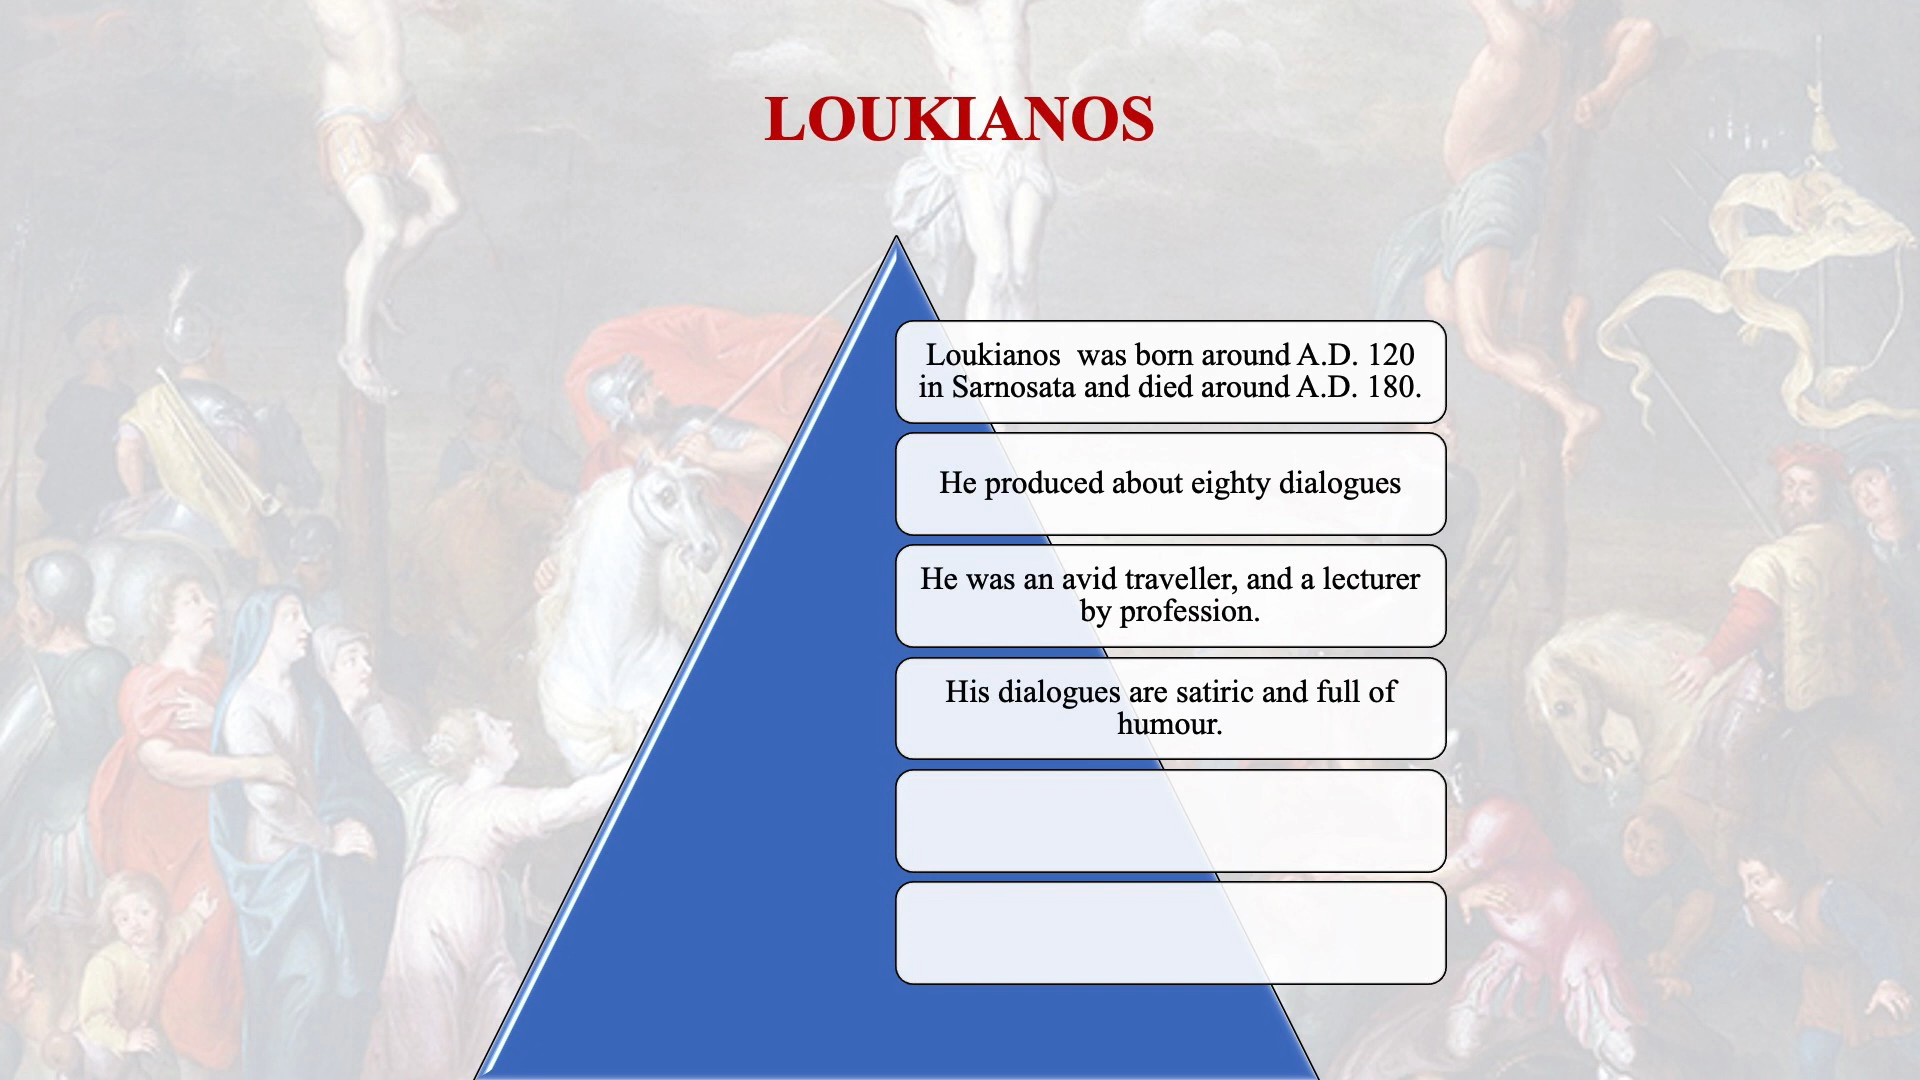 LOUKIANOS
Loukianos  was born around A.D. 120
in Sarnosata and died around A.D. 180.
He produced about eighty dialogues
He was an avid traveller, and a lecturer
by profession.
His dialogues are satiric and full of
humour.